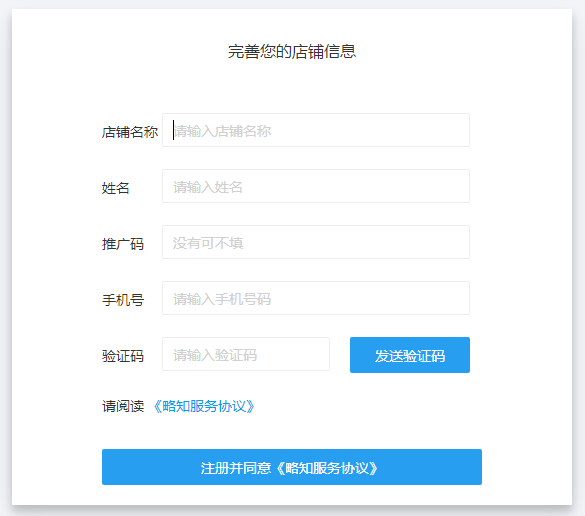 完善您的店铺信息
店铺名称 请输入店铺名称
姓名 请输入姓名
推广码 没有可不填
手机号 请输入手机号码
验证码 请输入验证码 发送验证码
请阅读 《略知服务协议》
注册并同意《略知服务协议》